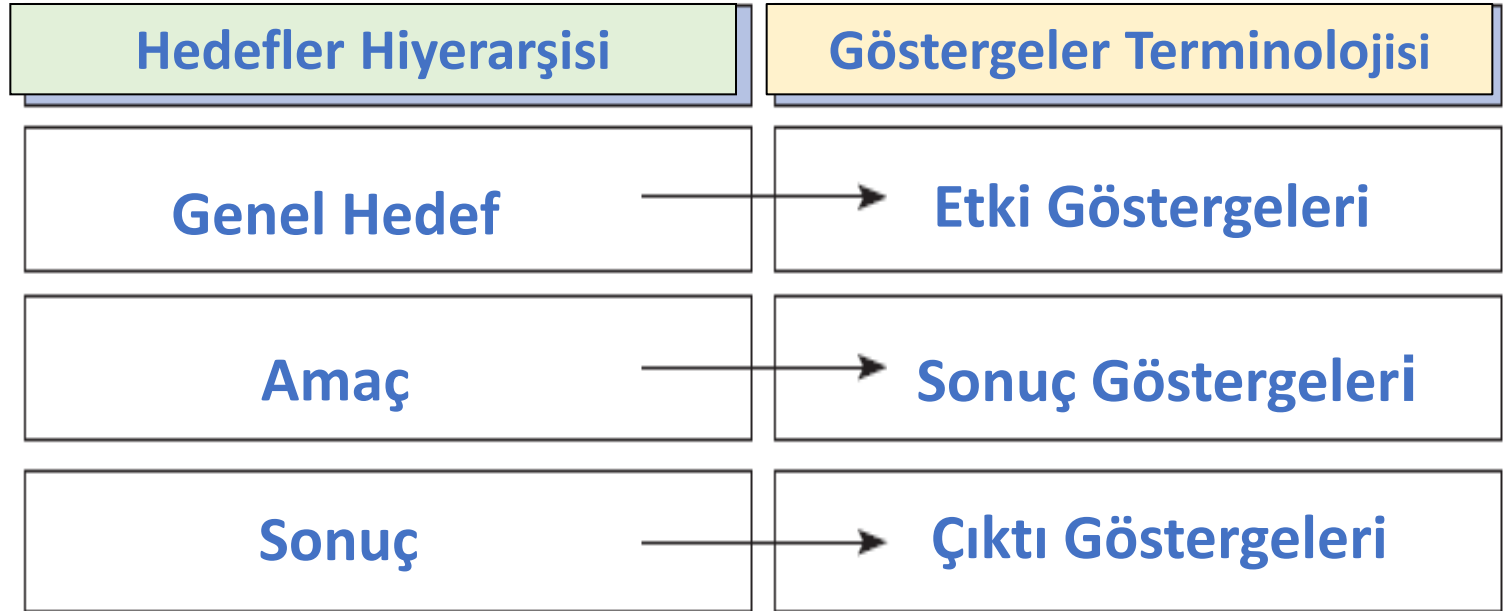 Hedefler Hiyerarşisi
Göstergeler Terminolojisi
Genel Hedef
Etki Göstergeleri
Amaç
Sonuç Göstergeleri
Sonuç
Çıktı Göstergeleri